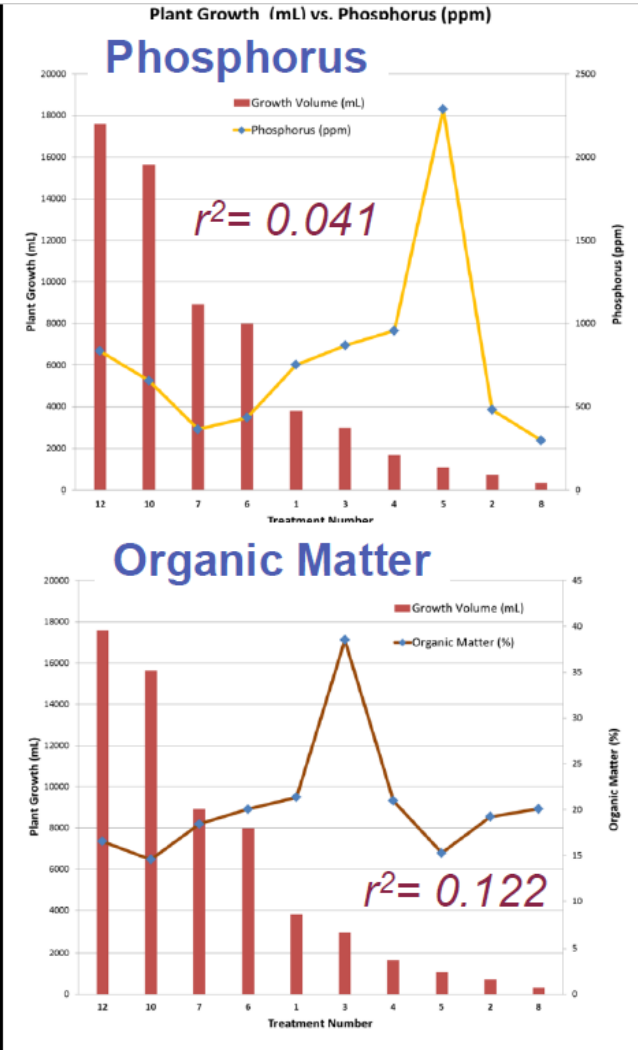 Plant Growth (mL) vs. Phosphorus (ppm)
Phosphorus
20000
18000
16000
14000
12000
10000
8000
6000
4000
2000
0
Plant Growth (mL)
Growth Volume (mL)
Phosphorus (ppm)
r²= 0.041
2500
2000
1500
1000
500
0
Phosphorus (ppm)
12 10 7 6 1 3 4 5 2 8
Treatment Number
Organic Matter
20000
18000
16000
14000
12000
10000
8000
6000
4000
2000
0
Plant Growth (mL)
Growth Volume (mL)
Organic Matter (%)
r²= 0.122
45
40
35
30
25
20
15
10
5
0
Organic Matter (%)
12 10 7 6 1 3 4 5 2 8
Treatment Number